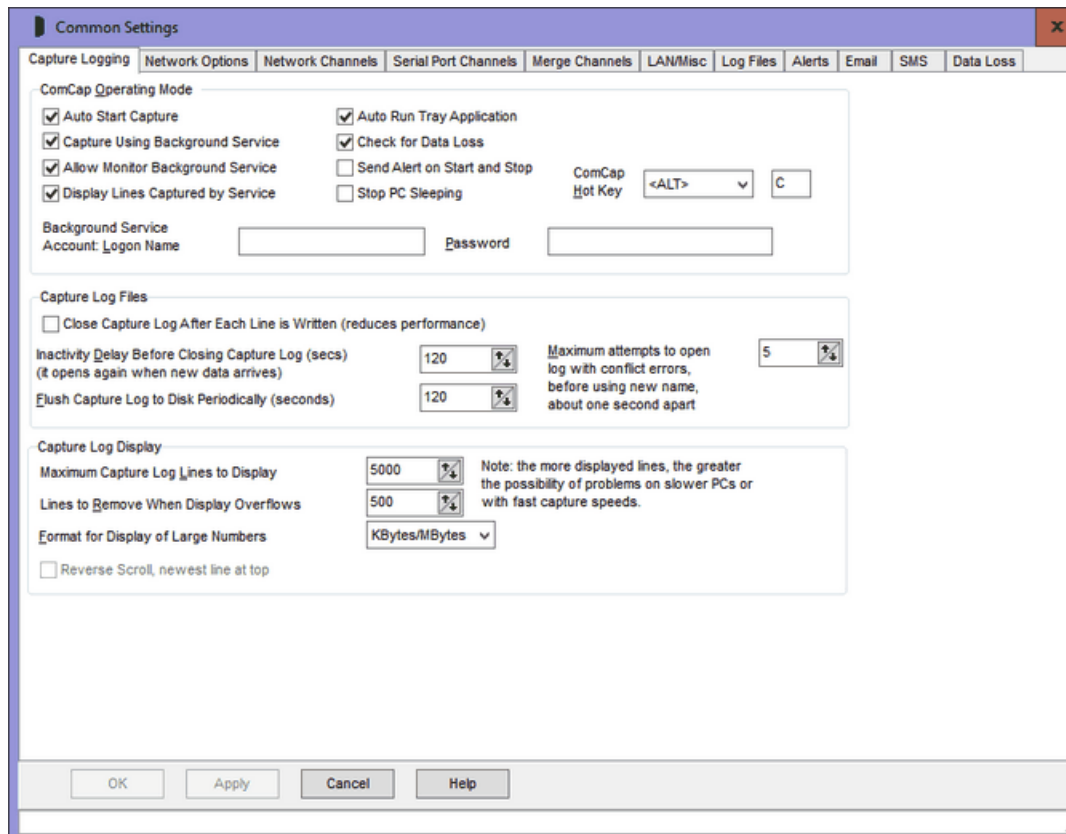 Common Settings
x
Capture Logging Network Options Network Channels Serial Port Channels Merge Channels LAN/Misc Log Files Alerts Email SMS Data Loss
ComCap Operating Mode
Auto Start Capture
Auto Run Tray Application
Capture Using Background Service
Check for Data Loss
Allow Monitor Background Service
Send Alert on Start and Stop
Display Lines Captured by Service
Stop PC Sleeping
ComCap
Hot Key
<ALT>
C
Background Service
Account: Logon Name
Password
Capture Log Files
Close Capture Log After Each Line is Written (reduces performance)
Inactivity Delay Before Closing Capture Log (secs)
(it opens again when new data arrives)
120
Flush Capture Log to Disk Periodically (seconds)
120
Maximum attempts to open
log with conflict errors,
before using new name,
about one second apart
5
Capture Log Display
Maximum Capture Log Lines to Display
5000
Lines to Remove When Display Overflows
500
Format for Display of Large Numbers
KBytes/MBytes
Note: the more displayed lines, the greater
the possibility of problems on slower PCs or
with fast capture speeds.
Reverse Scroll, newest line at top
OK Apply Cancel Help